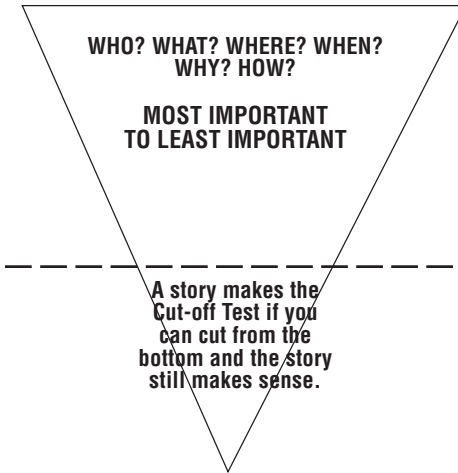 WHO? WHAT? WHERE? WHEN?
WHY? HOW?
MOST IMPORTANT
TO LEAST IMPORTANT
A story makes the
Cut-off Test if you
can cut from the
bottom and the story
still makes sense.